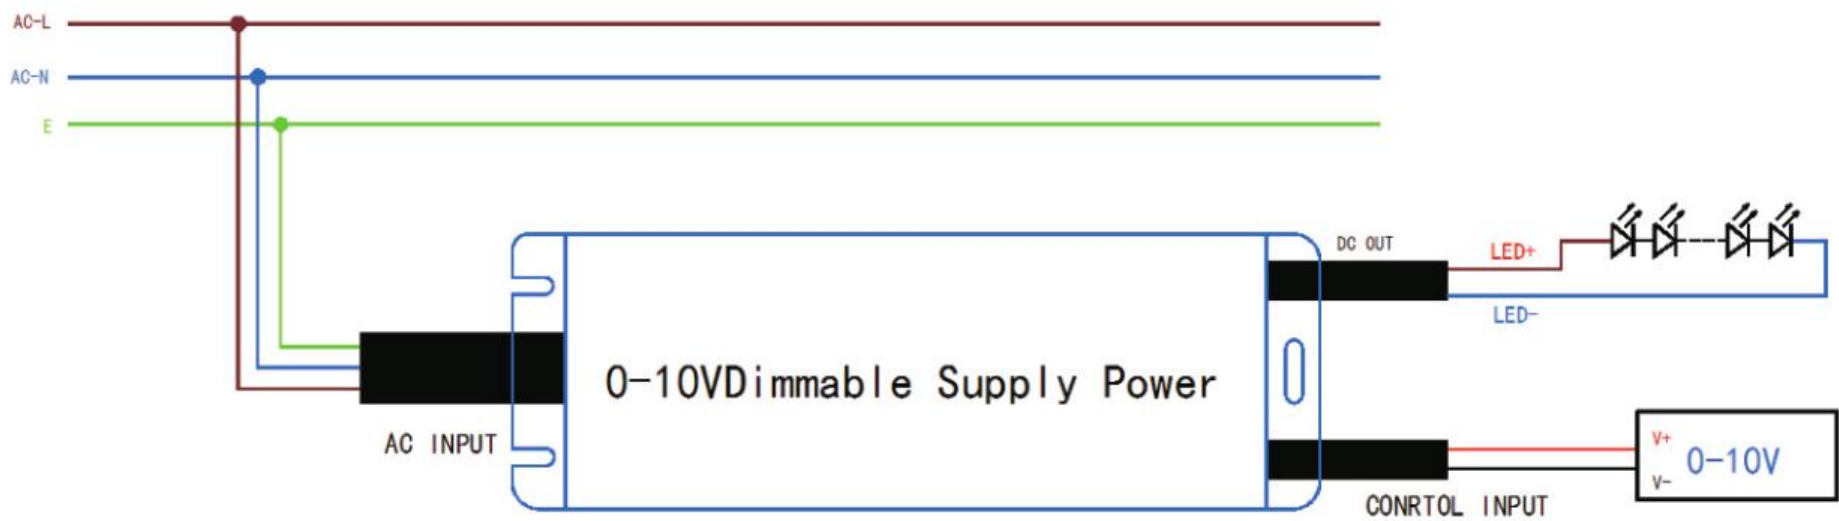 AC-L
AC-N
E
DC OUT
LED+
LED-
0-10VDimmable Supply Power
AC INPUT
V+
0-10V
V-
CONRTOL INPUT